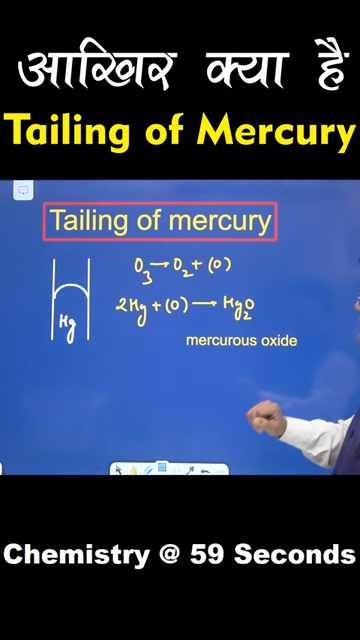 आखिर क्या है
Tailing of Mercury
Tailing of mercury
O₃ → O₂ + (O)
2Hg + (O) → Hg₂O
Hg
mercurous oxide
Chemistry @ 59 Seconds